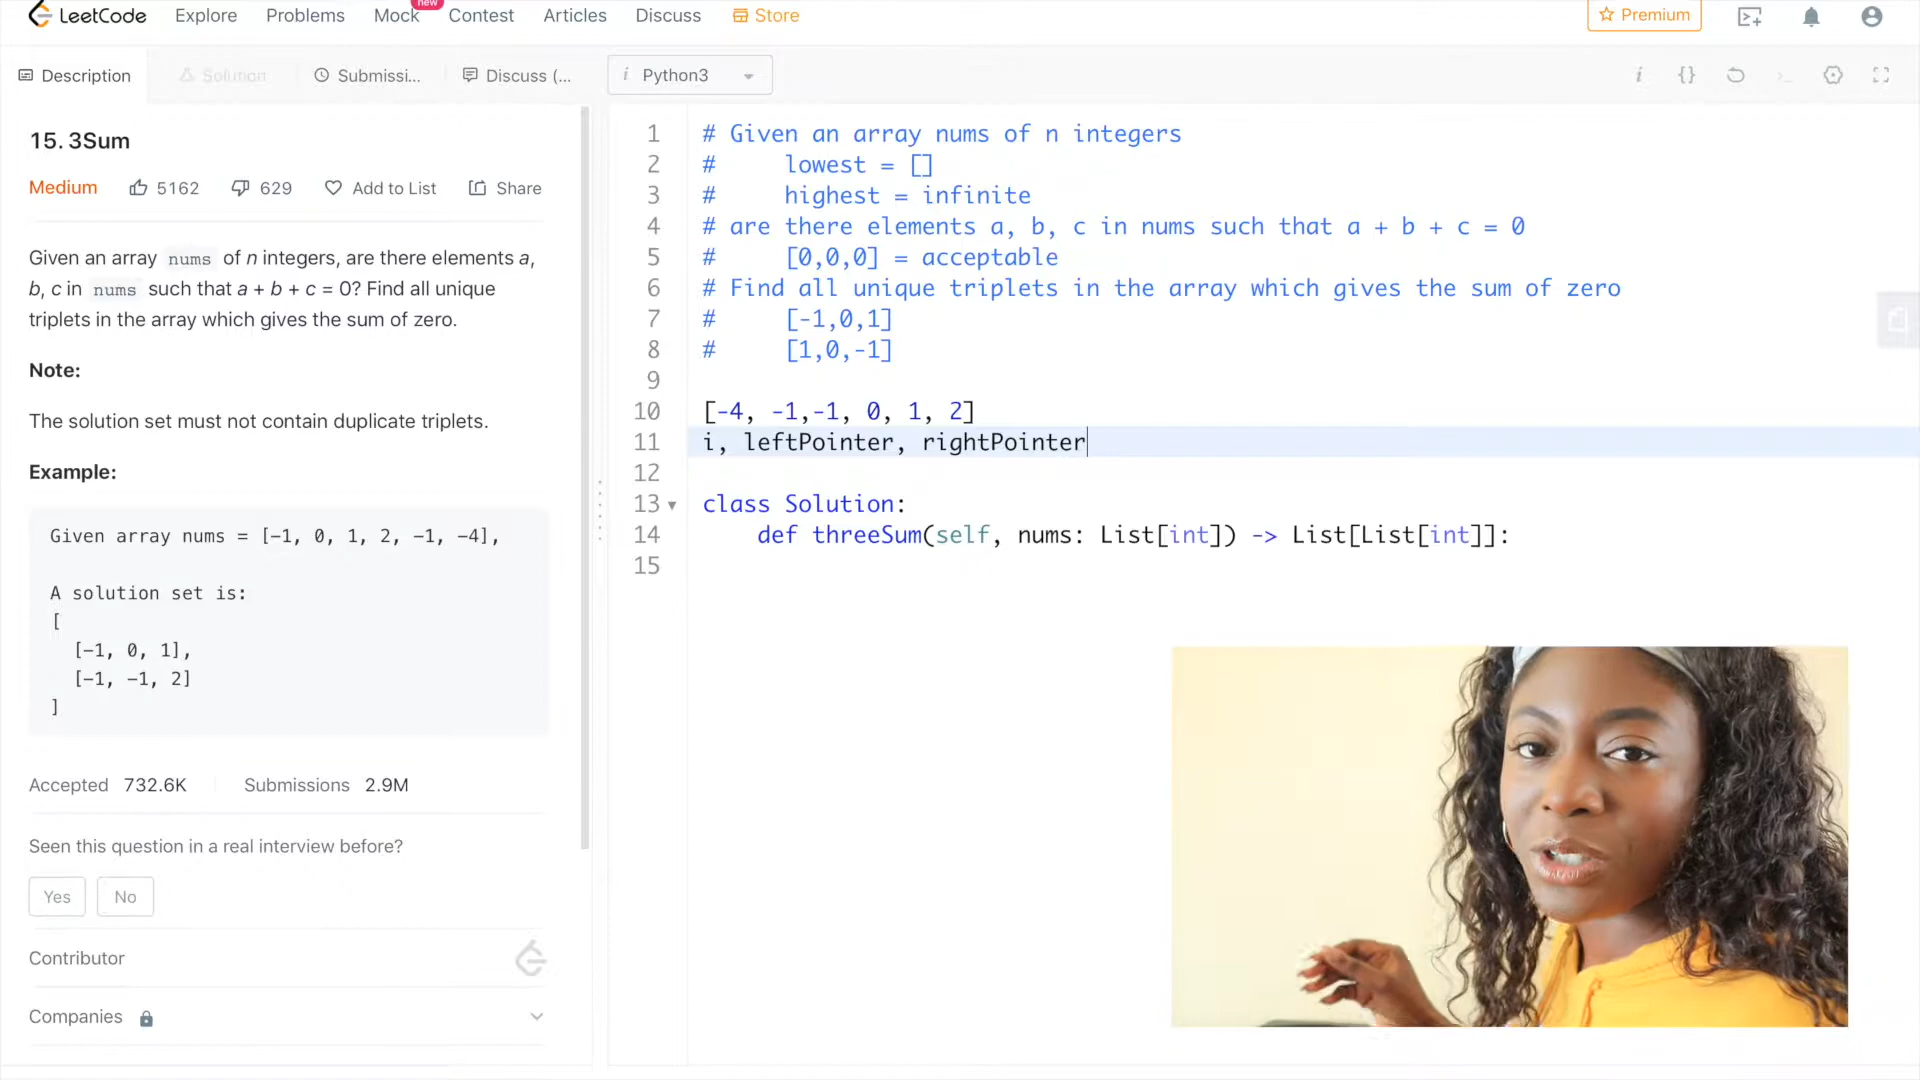 LeetCode Explore Problems Mock new Contest Articles Discuss Store Premium
Description Solution Submissi... Discuss (... i Python3
15. 3Sum
Medium 5162 629 Add to List Share
Given an array nums of n integers, are there elements a,
b, c in nums such that a + b + c = 0? Find all unique
triplets in the array which gives the sum of zero.
Note:
The solution set must not contain duplicate triplets.
Example:
Given array nums = [-1, 0, 1, 2, -1, -4],
A solution set is:
[
[-1, 0, 1],
[-1, -1, 2]
]
Accepted 732.6K Submissions 2.9M
Seen this question in a real interview before?
Yes No
Contributor
Companies
1 # Given an array nums of n integers
2 # lowest = []
3 # highest = infinite
4 # are there elements a, b, c in nums such that a + b + c = 0
5 # [0,0,0] = acceptable
6 # Find all unique triplets in the array which gives the sum of zero
7 # [-1,0,1]
8 # [1,0,-1]
9
10 [-4, -1,-1, 0, 1, 2]
11 i, leftPointer, rightPointer
12
13 class Solution:
14 def threeSum(self, nums: List[int]) -> List[List[int]]:
15